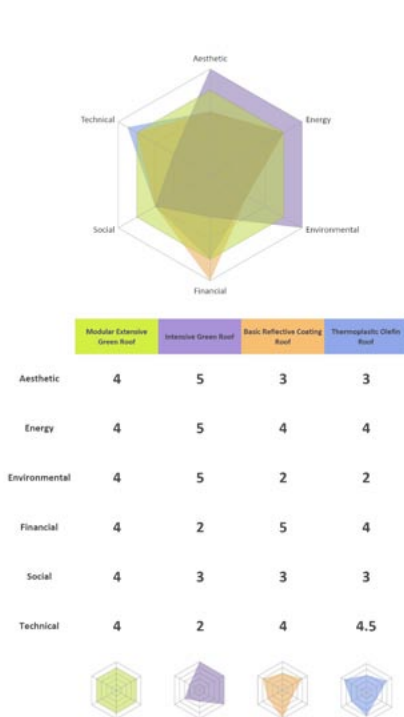 Aesthetic
Technical
Energy
Social
Environmental
Financial
Modular Extensive Green Roof
Intensive Green Roof
Basic Reflective Coating Roof
Thermoplastic Olefin Roof
Aesthetic 4 5 3 3
Energy 4 5 4 4
Environmental 4 5 2 2
Financial 4 2 5 4
Social 4 3 3 3
Technical 4 2 4 4.5